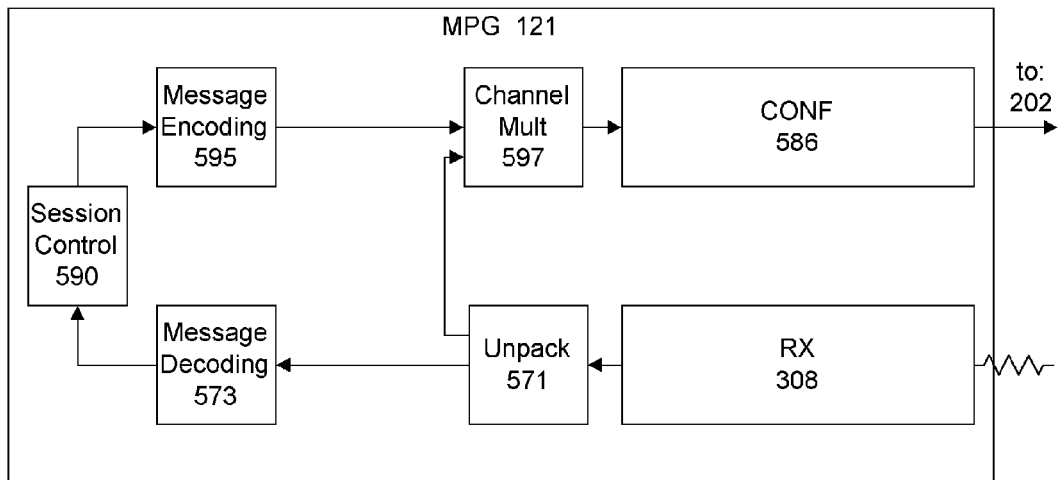 MPG 121
to:
202
Message
Encoding
595
Channel
Mult
597
CONF
586
Session
Control
590
Message
Decoding
573
Unpack
571
RX
308